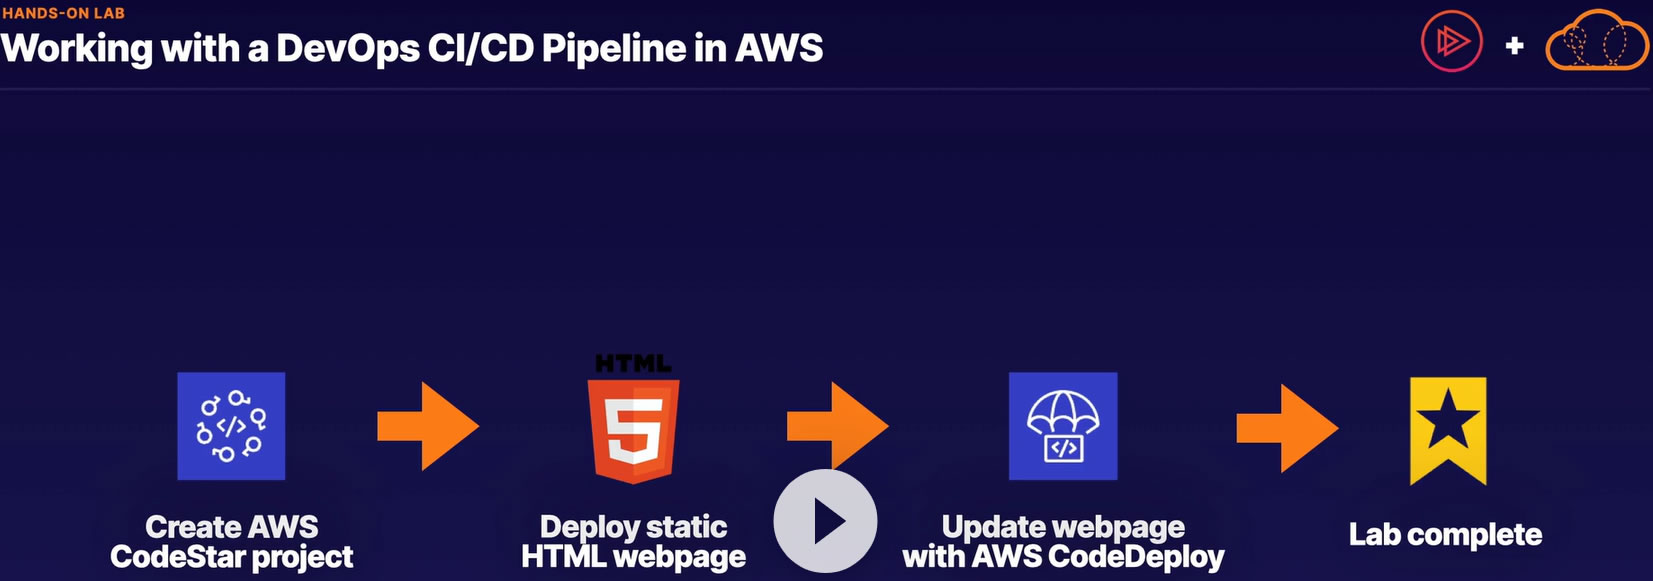 HANDS-ON LAB
Working with a DevOps CI/CD Pipeline in AWS
+
HTML
5
</>
</>
Create AWS
CodeStar project
Deploy static
HTML webpage
Update webpage
with AWS CodeDeploy
Lab complete